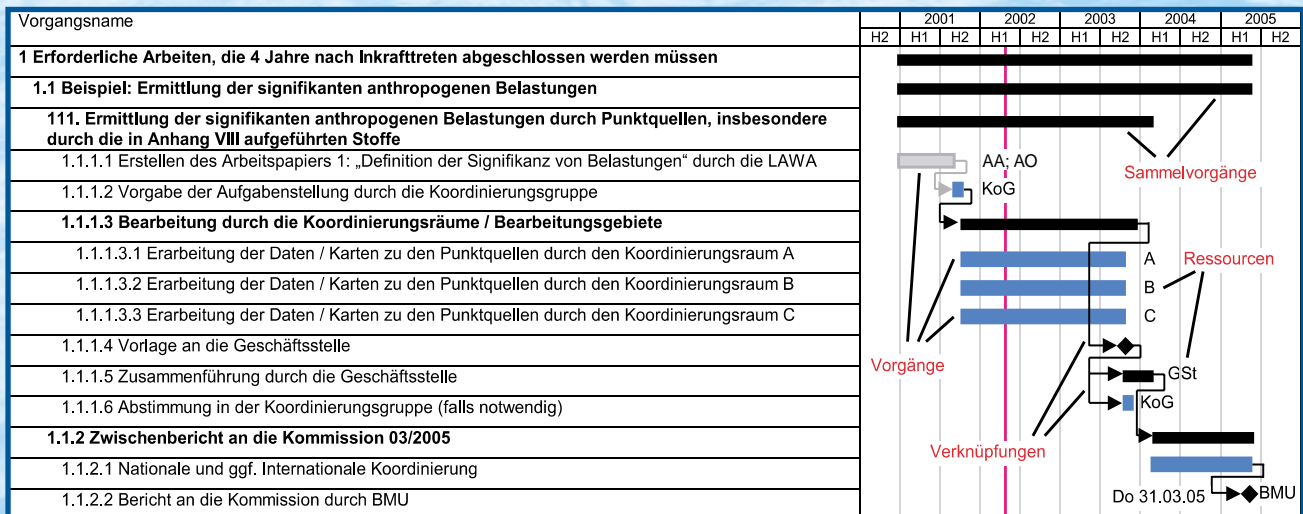 Vorgangsname
2001 2002 2003 2004 2005
H2 H1 H2 H1 H2 H1 H2 H1 H2 H1 H2
1 Erforderliche Arbeiten, die 4 Jahre nach Inkrafttreten abgeschlossen werden müssen
1.1 Beispiel: Ermittlung der signifikanten anthropogenen Belastungen
111. Ermittlung der signifikanten anthropogenen Belastungen durch Punktquellen, insbesondere
durch die in Anhang VIII aufgeführten Stoffe
Sammelvorgänge
1.1.1.1 Erstellen des Arbeitspapiers 1: „Definition der Signifikanz von Belastungen“ durch die LAWA
AA; AO
1.1.1.2 Vorgabe der Aufgabenstellung durch die Koordinierungsgruppe
KoG
1.1.1.3 Bearbeitung durch die Koordinierungsräume / Bearbeitungsgebiete
1.1.1.3.1 Erarbeitung der Daten / Karten zu den Punktquellen durch den Koordinierungsraum A
A
Ressourcen
1.1.1.3.2 Erarbeitung der Daten / Karten zu den Punktquellen durch den Koordinierungsraum B
B
1.1.1.3.3 Erarbeitung der Daten / Karten zu den Punktquellen durch den Koordinierungsraum C
C
1.1.1.4 Vorlage an die Geschäftsstelle
Vorgänge
1.1.1.5 Zusammenführung durch die Geschäftsstelle
GSt
1.1.1.6 Abstimmung in der Koordinierungsgruppe (falls notwendig)
KoG
1.1.2 Zwischenbericht an die Kommission 03/2005
Verknüpfungen
1.1.2.1 Nationale und ggf. Internationale Koordinierung
1.1.2.2 Bericht an die Kommission durch BMU
Do 31.03.05
BMU